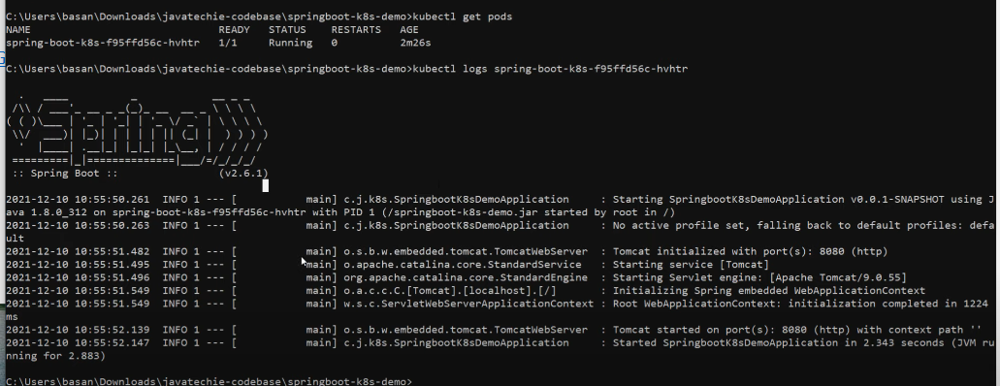 C:\Users\basan\Downloads\javatechie-codebase\springboot-k8s-demo>kubectl get pods
NAME                                READY   STATUS    RESTARTS   AGE
spring-boot-k8s-f95ffd56c-hvhtr   1/1     Running   0          2m26s
C:\Users\basan\Downloads\javatechie-codebase\springboot-k8s-demo>kubectl logs spring-boot-k8s-f95ffd56c-hvhtr
  .   ____          _            __ _ _
 /\\ / ___'_ __ _ _(_)_ __  __ _ \ \ \ \
( ( )\___ | '_ | '_| | '_ \/ _` | \ \ \ \
 \\/  ___)| |_)| | | | | || (_| |  ) ) ) )
  '  |____| .__|_| |_|_| |_\__, | / / / /
 =========|_|==============|___/=/_/_/_/
 :: Spring Boot ::                (v2.6.1)
2021-12-10 10:55:50.261  INFO 1 --- [           main] c.j.k8s.SpringbootK8sDemoApplication     : Starting SpringbootK8sDemoApplication v0.0.1-SNAPSHOT using J
ava 1.8.0_312 on spring-boot-k8s-f95ffd56c-hvhtr with PID 1 (/springboot-k8s-demo.jar started by root in /)
2021-12-10 10:55:50.263  INFO 1 --- [           main] c.j.k8s.SpringbootK8sDemoApplication     : No active profile set, falling back to default profiles: defa
ult
2021-12-10 10:55:51.482  INFO 1 --- [           main] o.s.b.w.embedded.tomcat.TomcatWebServer  : Tomcat initialized with port(s): 8080 (http)
2021-12-10 10:55:51.495  INFO 1 --- [           main] o.apache.catalina.core.StandardService   : Starting service [Tomcat]
2021-12-10 10:55:51.496  INFO 1 --- [           main] org.apache.catalina.core.StandardEngine  : Starting Servlet engine: [Apache Tomcat/9.0.55]
2021-12-10 10:55:51.549  INFO 1 --- [           main] o.a.c.c.C.[Tomcat].[localhost].[/]       : Initializing Spring embedded WebApplicationContext
2021-12-10 10:55:51.549  INFO 1 --- [           main] w.s.c.ServletWebServerApplicationContext : Root WebApplicationContext: initialization completed in 1224
ms
2021-12-10 10:55:52.139  INFO 1 --- [           main] o.s.b.w.embedded.tomcat.TomcatWebServer  : Tomcat started on port(s): 8080 (http) with context path ''
2021-12-10 10:55:52.147  INFO 1 --- [           main] c.j.k8s.SpringbootK8sDemoApplication     : Started SpringbootK8sDemoApplication in 2.343 seconds (JVM ru
nning for 2.883)
C:\Users\basan\Downloads\javatechie-codebase\springboot-k8s-demo>